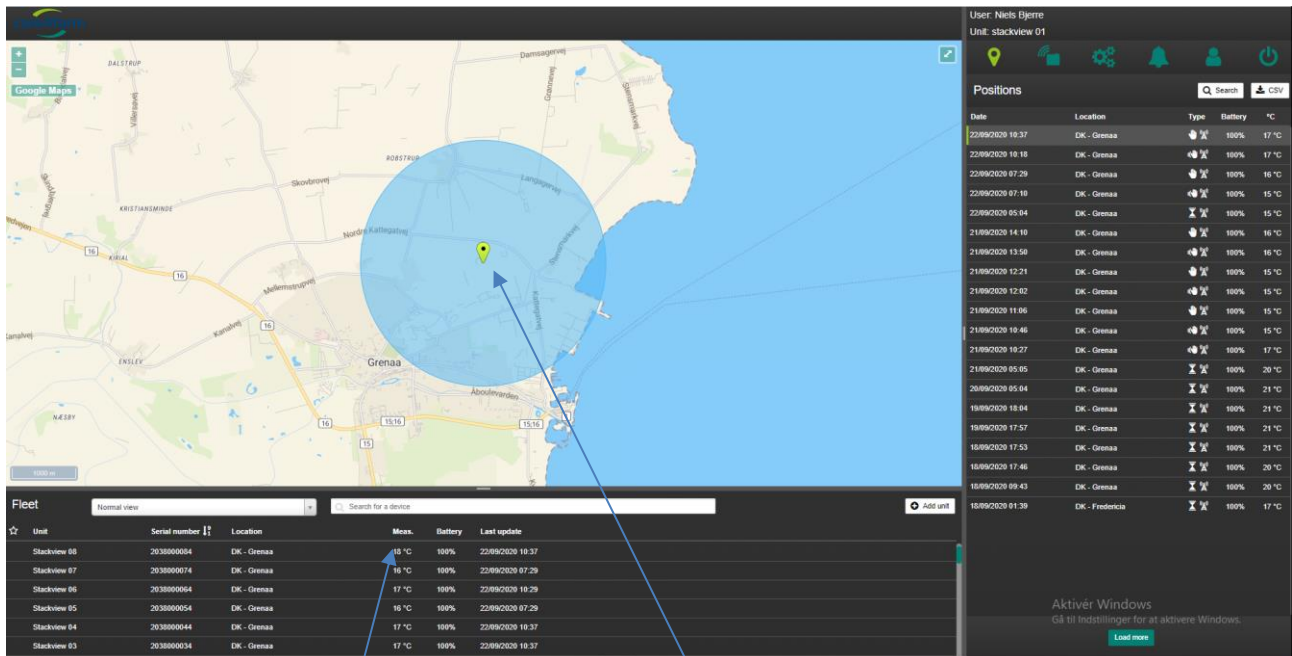 User: Niels Bjerre
Unit: stackview 01
+
−
Google Maps
DALSTRUP
Villersøvej
Damsagervej
Grønnevej
Stensmarkvej
ROBSTRUP
Langagervej
Skovbrovej
KRISTIANSMINDE
Nordre Kattegatvej
Stensmarkvej
16
KIRIAL
16
Mellemstrupvej
Kattegatvej
Kanalvej
16
Kanalvej
ENSLEV
Grenaa
Åboulevarden
NÆSBY
16
15;16
15;16
15
1000 m
Positions
Search
CSV
Date Location Type Battery °C
22/09/2020 10:37 DK - Grenaa 100% 17 °C
22/09/2020 10:18 DK - Grenaa 100% 17 °C
22/09/2020 07:29 DK - Grenaa 100% 16 °C
22/09/2020 07:10 DK - Grenaa 100% 15 °C
22/09/2020 05:04 DK - Grenaa 100% 15 °C
21/09/2020 14:10 DK - Grenaa 100% 16 °C
21/09/2020 13:50 DK - Grenaa 100% 16 °C
21/09/2020 12:21 DK - Grenaa 100% 15 °C
21/09/2020 12:02 DK - Grenaa 100% 15 °C
21/09/2020 11:06 DK - Grenaa 100% 15 °C
21/09/2020 10:46 DK - Grenaa 100% 15 °C
21/09/2020 10:27 DK - Grenaa 100% 17 °C
21/09/2020 05:05 DK - Grenaa 100% 20 °C
20/09/2020 05:04 DK - Grenaa 100% 21 °C
19/09/2020 18:04 DK - Grenaa 100% 21 °C
19/09/2020 17:57 DK - Grenaa 100% 21 °C
18/09/2020 17:53 DK - Grenaa 100% 21 °C
18/09/2020 17:46 DK - Grenaa 100% 20 °C
18/09/2020 09:43 DK - Grenaa 100% 20 °C
18/09/2020 01:39 DK - Fredericia 100% 17 °C
Aktivér Windows
Gå til Indstillinger for at aktivere Windows.
Load more
Fleet
Normal view
Search for a device
Add unit
Unit Serial number Location Meas. Battery Last update
Stackview 08 2038000084 DK - Grenaa 18 °C 100% 22/09/2020 10:37
Stackview 07 2038000074 DK - Grenaa 16 °C 100% 22/09/2020 07:29
Stackview 06 2038000064 DK - Grenaa 17 °C 100% 22/09/2020 10:29
Stackview 05 2038000054 DK - Grenaa 16 °C 100% 22/09/2020 07:29
Stackview 04 2038000044 DK - Grenaa 17 °C 100% 22/09/2020 10:37
Stackview 03 2038000034 DK - Grenaa 17 °C 100% 22/09/2020 10:37